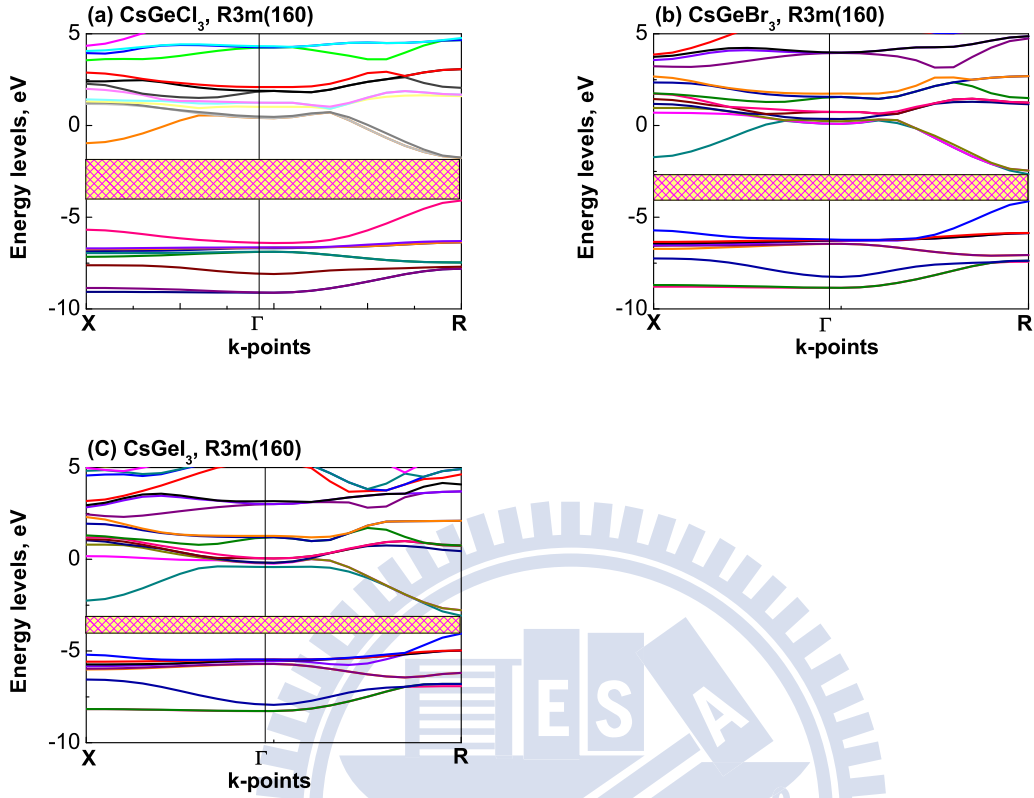 (a) CsGeCl3, R3m(160)
5
0
-5
-10
Energy levels, eV
X Γ R
k-points
(b) CsGeBr3, R3m(160)
5
0
-5
-10
Energy levels, eV
X Γ R
k-points
(C) CsGeI3, R3m(160)
5
0
-5
-10
Energy levels, eV
X Γ R
k-points
E S A